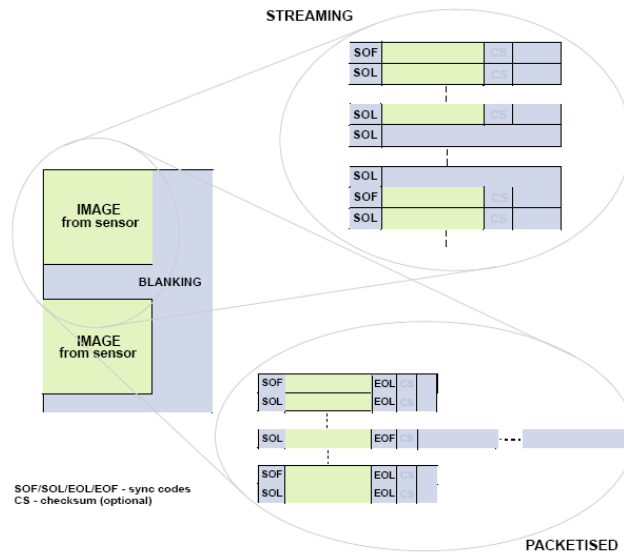 STREAMING
SOF CS
SOL CS
SOL CS
SOL
SOL
SOF CS
SOL CS
IMAGE
from sensor
BLANKING
IMAGE
from sensor
SOF EOL CS
SOL EOL CS
SOL EOF CS
SOF EOL CS
SOL EOL CS
SOF/SOL/EOL/EOF - sync codes
CS - checksum (optional)
PACKETISED